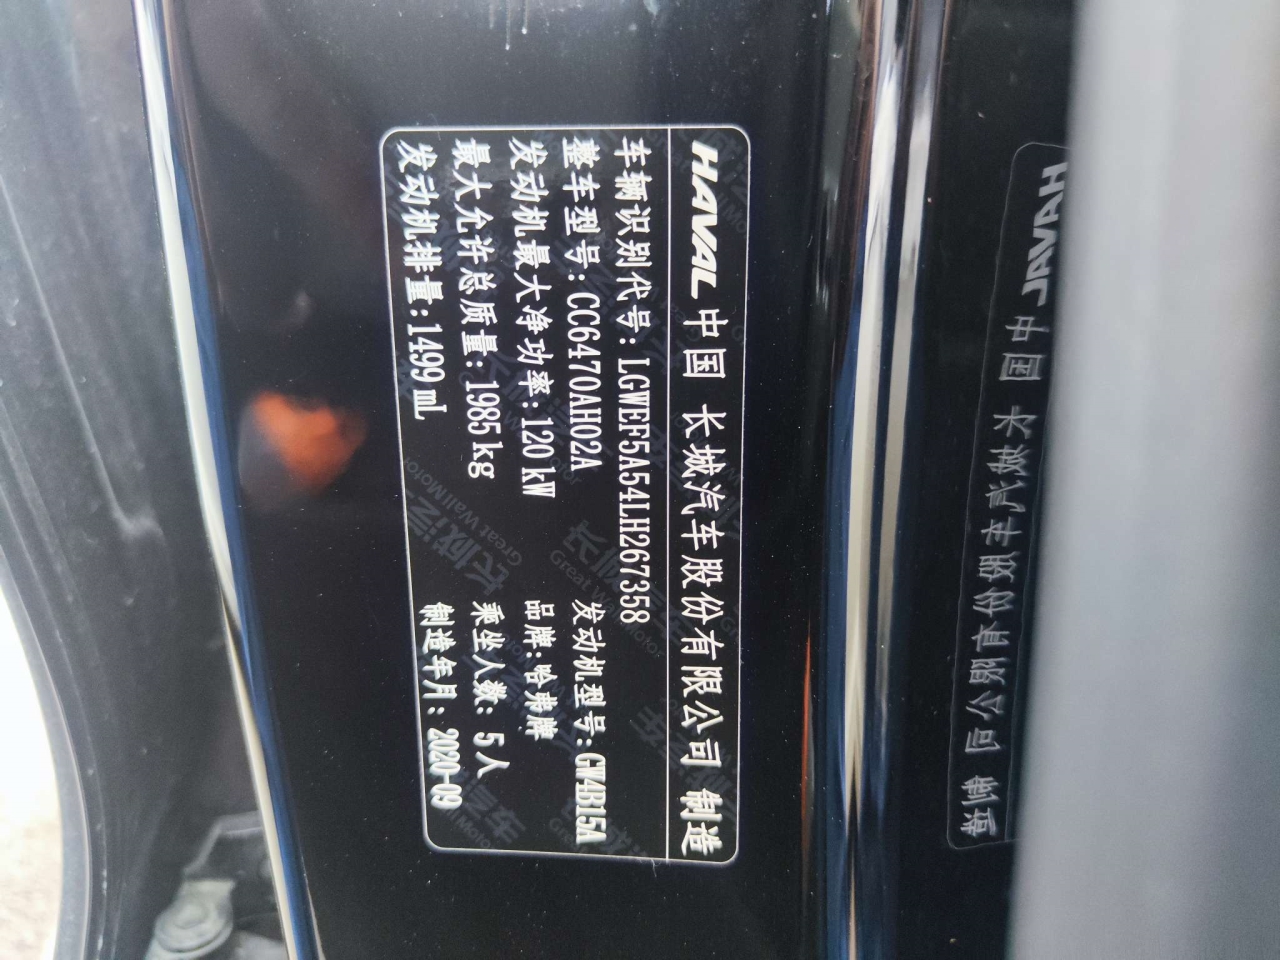 HAVAL 中国 长城汽车股份有限公司 制造
车辆识别代号: LGWEF5A54LH267358
整车型号: CC6470AH02A 发动机型号: GW4B15A
发动机最大净功率: 120 kW 品牌: 哈弗牌
最大允许总质量: 1985 kg 乘坐人数: 5 人
发动机排量: 1499 mL 制造年月: 2020-09